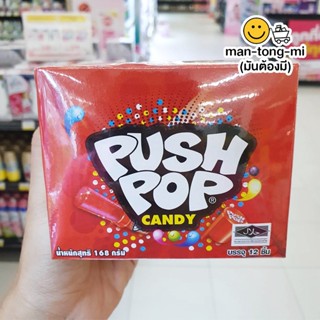 man-tong-mi
(มันต้องมี)
PUSH
POP®
CANDY
น้ำหนักสุทธิ 168 กรัม
บรรจุ 12 ชิ้น